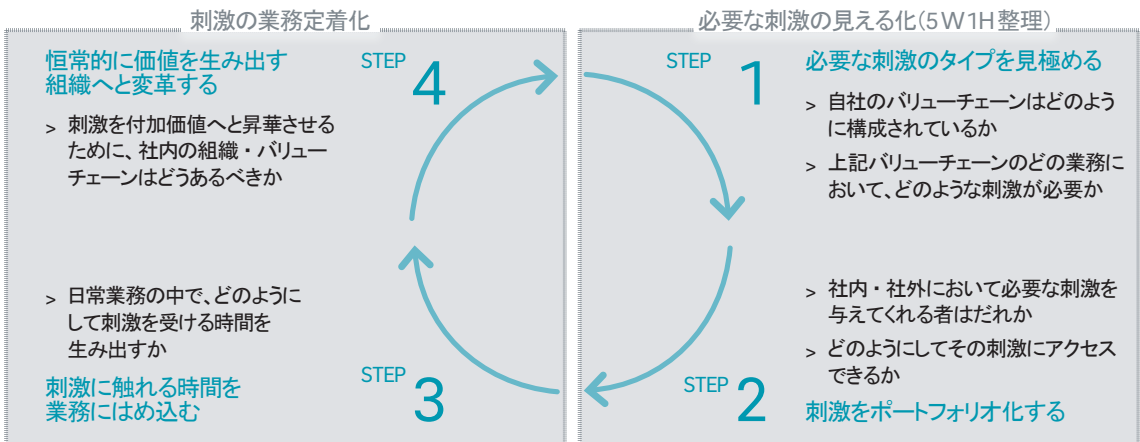 刺激の業務定着化
恒常的に価値を生み出す
組織へと変革する
STEP
4
> 刺激を付加価値へと昇華させる
ために、社内の組織・バリュー
チェーンはどうあるべきか
> 日常業務の中で、どのように
して刺激を受ける時間を
生み出すか
刺激に触れる時間を
業務にはめ込む
STEP
3
必要な刺激の見える化(5W1H整理)
STEP
1
必要な刺激のタイプを見極める
> 自社のバリューチェーンはどのよう
に構成されているか
> 上記バリューチェーンのどの業務に
おいて、どのような刺激が必要か
> 社内・社外において必要な刺激を
与えてくれる者はだれか
> どのようにしてその刺激にアクセス
できるか
STEP
2
刺激をポートフォリオ化する